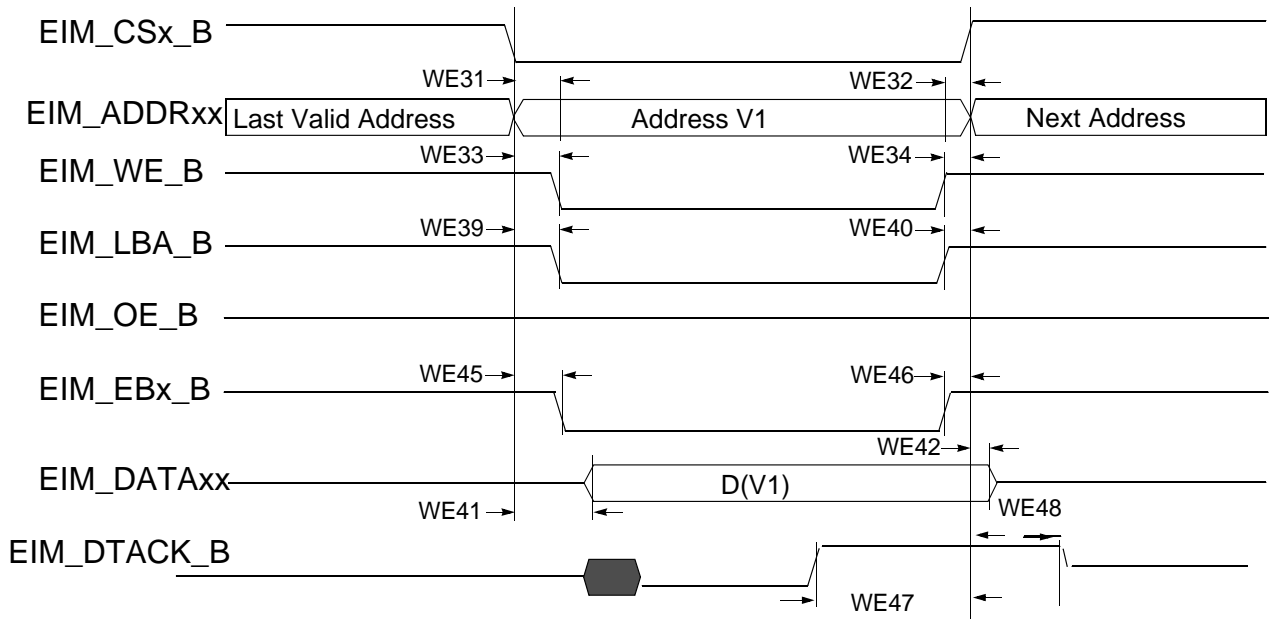 EIM_CSx_B
WE31 WE32
EIM_ADDRxx Last Valid Address Address V1 Next Address
WE33 WE34
EIM_WE_B
WE39 WE40
EIM_LBA_B
EIM_OE_B
WE45 WE46
EIM_EBx_B
WE42
EIM_DATAxx D(V1)
WE41 WE48
EIM_DTACK_B
WE47